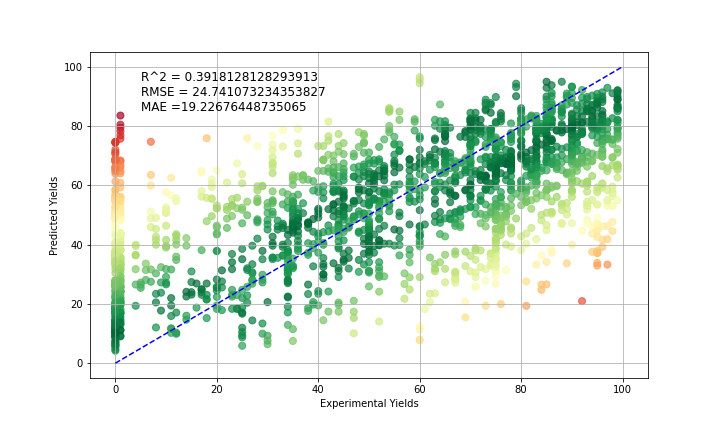 R^2 = 0.3918128128293913
RMSE = 24.741073234353827
MAE =19.22676448735065
100
80
60
40
20
0
Predicted Yields
0 20 40 60 80 100
Experimental Yields